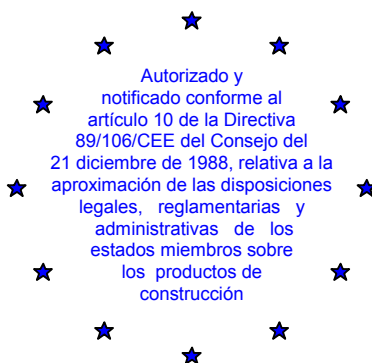 Autorizado y
notificado conforme al
artículo 10 de la Directiva
89/106/CEE del Consejo del
21 diciembre de 1988, relativa a la
aproximación de las disposiciones
legales, reglamentarias y
administrativas de los
estados miembros sobre
los productos de
construcción